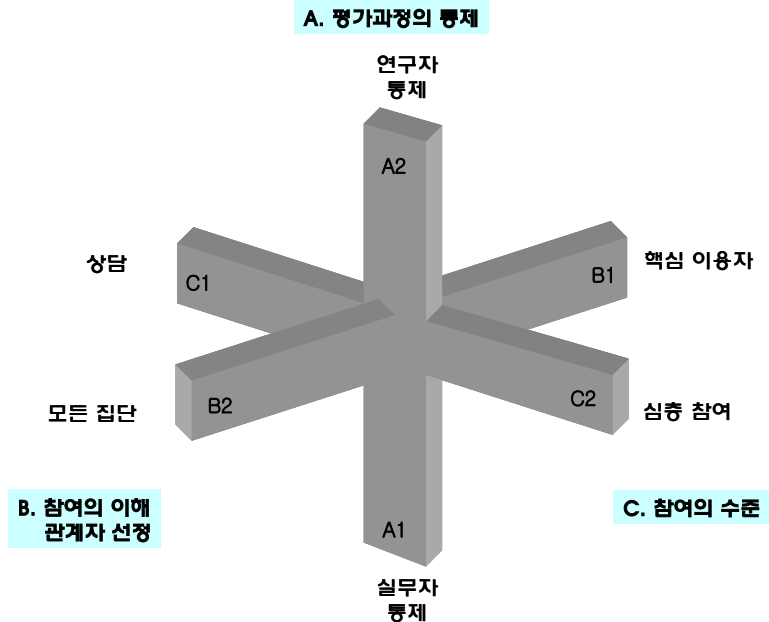 A. 평가과정의 통제
연구자
통제
A2
상담
핵심 이용자
C1
B1
모든 집단
B2
C2
심층 참여
B. 참여의 이해
관계자 선정
C. 참여의 수준
A1
실무자
통제